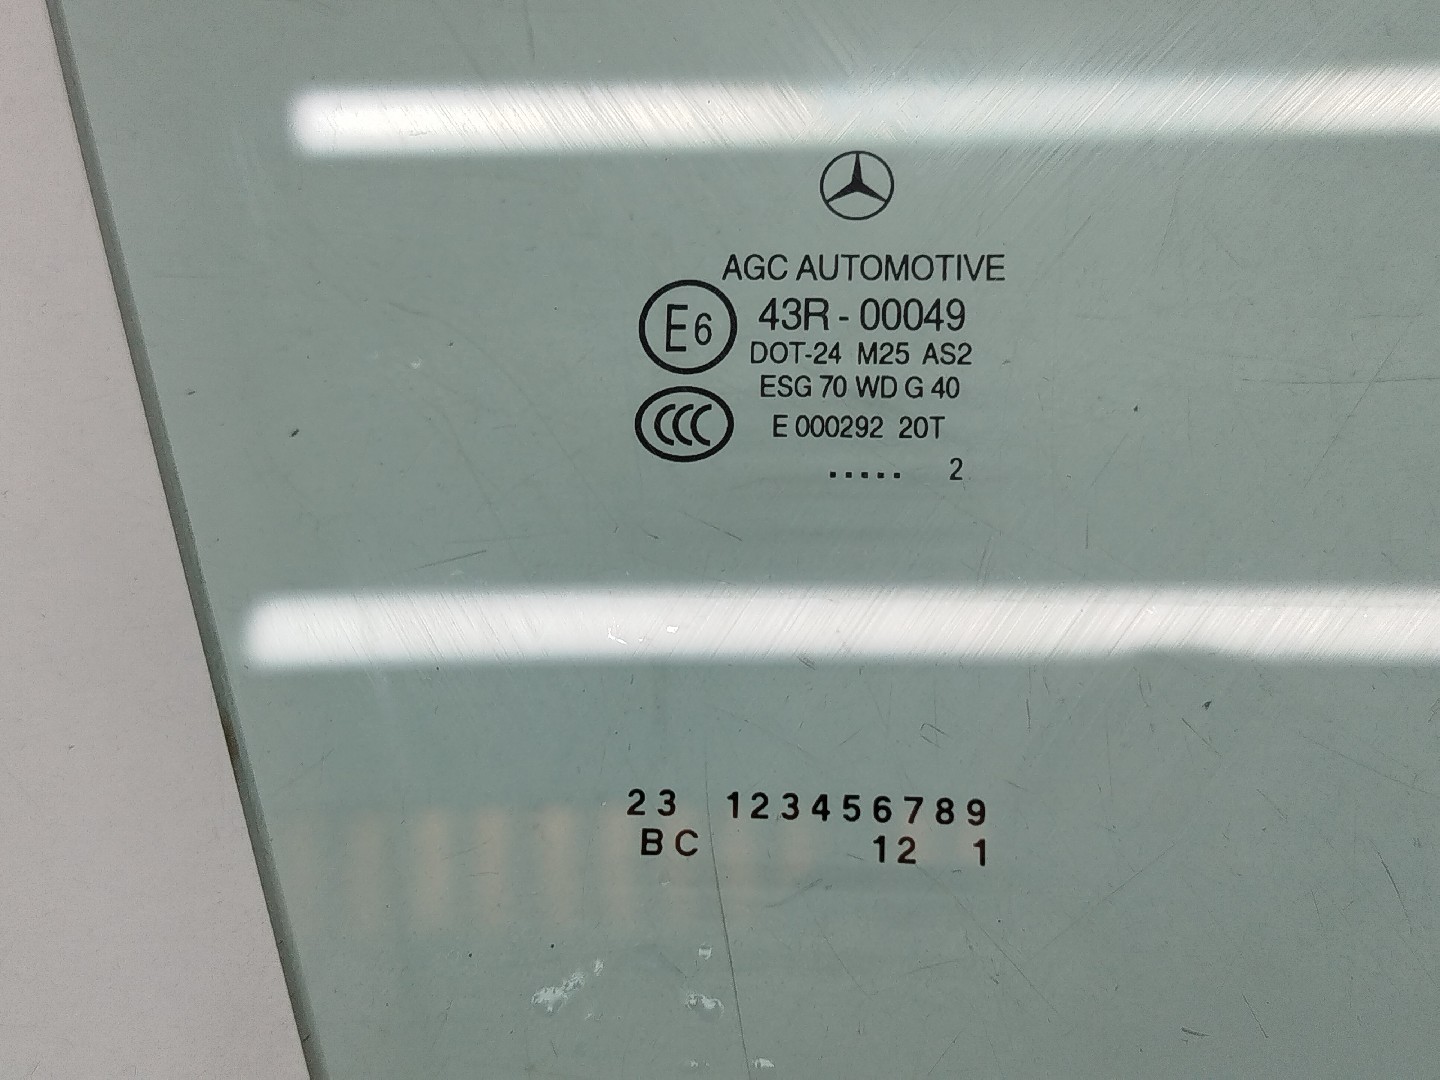 AGC AUTOMOTIVE
E6 43R - 00049
DOT-24 M25 AS2
ESG 70 WD G 40
CCC E 000292 20T
..... 2
23 123456789
BC 12 1